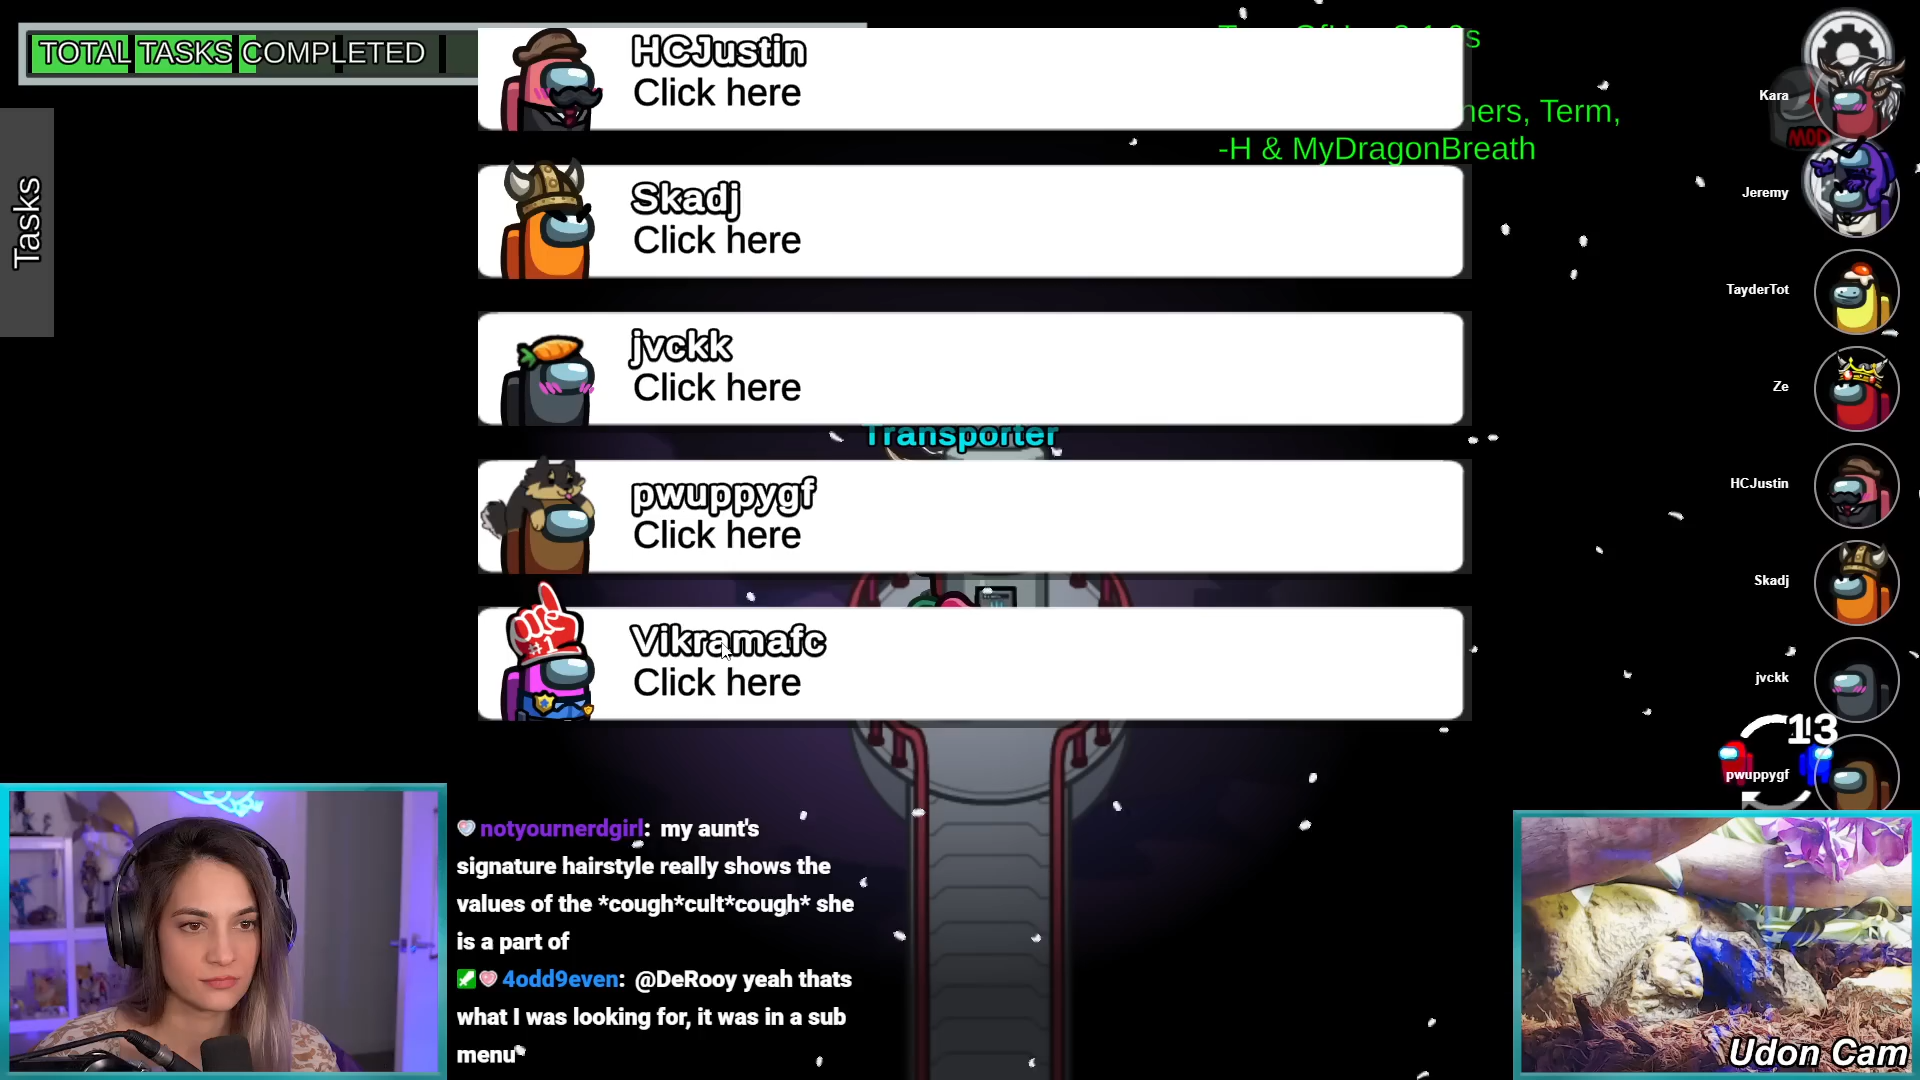 TOTAL TASKS COMPLETED
Tasks
HCJustin
Click here
Skadj
Click here
jvckk
Click here
Transporter
pwuppygf
Click here
#1
Vikramafc
Click here
Term,
-H & MyDragonBreath
Kara
MOD
Jeremy
TayderTot
Ze
HCJustin
Skadj
jvckk
13
pwuppygf
notyournerdgirl: my aunt's
signature hairstyle really shows the
values of the *cough*cult*cough* she
is a part of
4odd9even: @DeRooy yeah thats
what I was looking for, it was in a sub
menu
Udon Cam